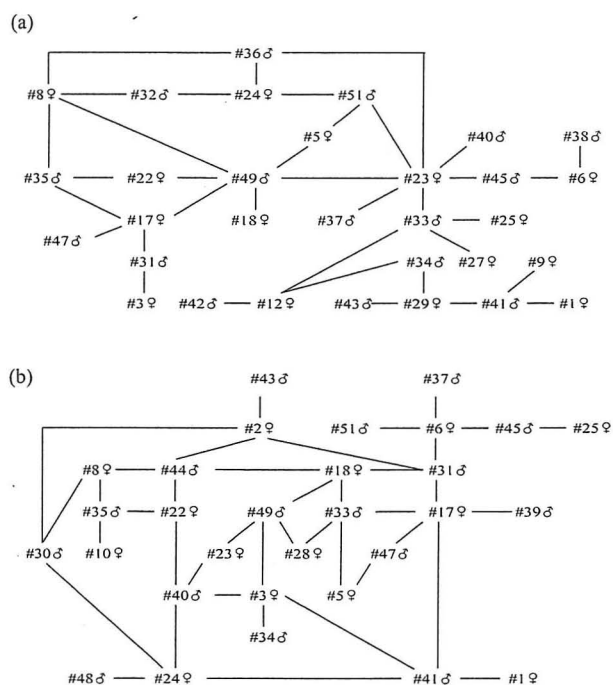 (a)
#36♂
#8♀ #32♂ #24♀ #51♂
#5♀ #40♂ #38♂
#35♂ #22♀ #49♂ #23♀ #45♂ #6♀
#17♀ #18♀ #37♂ #33♂ #25♀
#47♂
#31♂ #34♂ #27♀ #9♀
#3♀ #42♂ #12♀ #43♂ #29♀ #41♂ #1♀
(b)
#43♂ #37♂
#2♀ #51♂ #6♀ #45♂ #25♀
#8♀ #44♂ #18♀ #31♂
#35♂ #22♀ #49♂ #33♂ #17♀ #39♂
#30♂ #10♀ #23♀ #28♀ #47♂
#40♂ #3♀ #5♀
#34♂
#48♂ #24♀ #41♂ #1♀